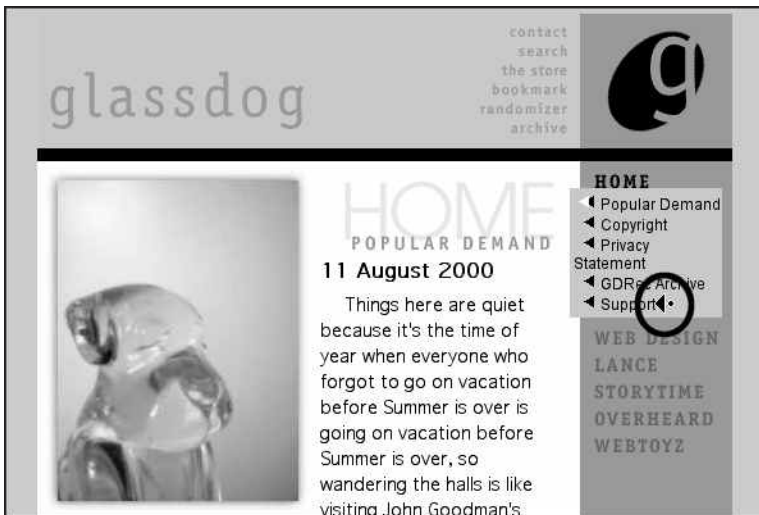 contact
search
the store
bookmark
randomizer
archive
glassdog
g
HOME
Popular Demand
Copyright
Privacy
Statement
GDRec Archive
Support
WEB DESIGN
LANCE
STORYTIME
OVERHEARD
WEBTOYZ
HOME
POPULAR DEMAND
11 August 2000
Things here are quiet
because it's the time of
year when everyone who
forgot to go on vacation
before Summer is over is
going on vacation before
Summer is over, so
wandering the halls is like
visiting John Goodman's